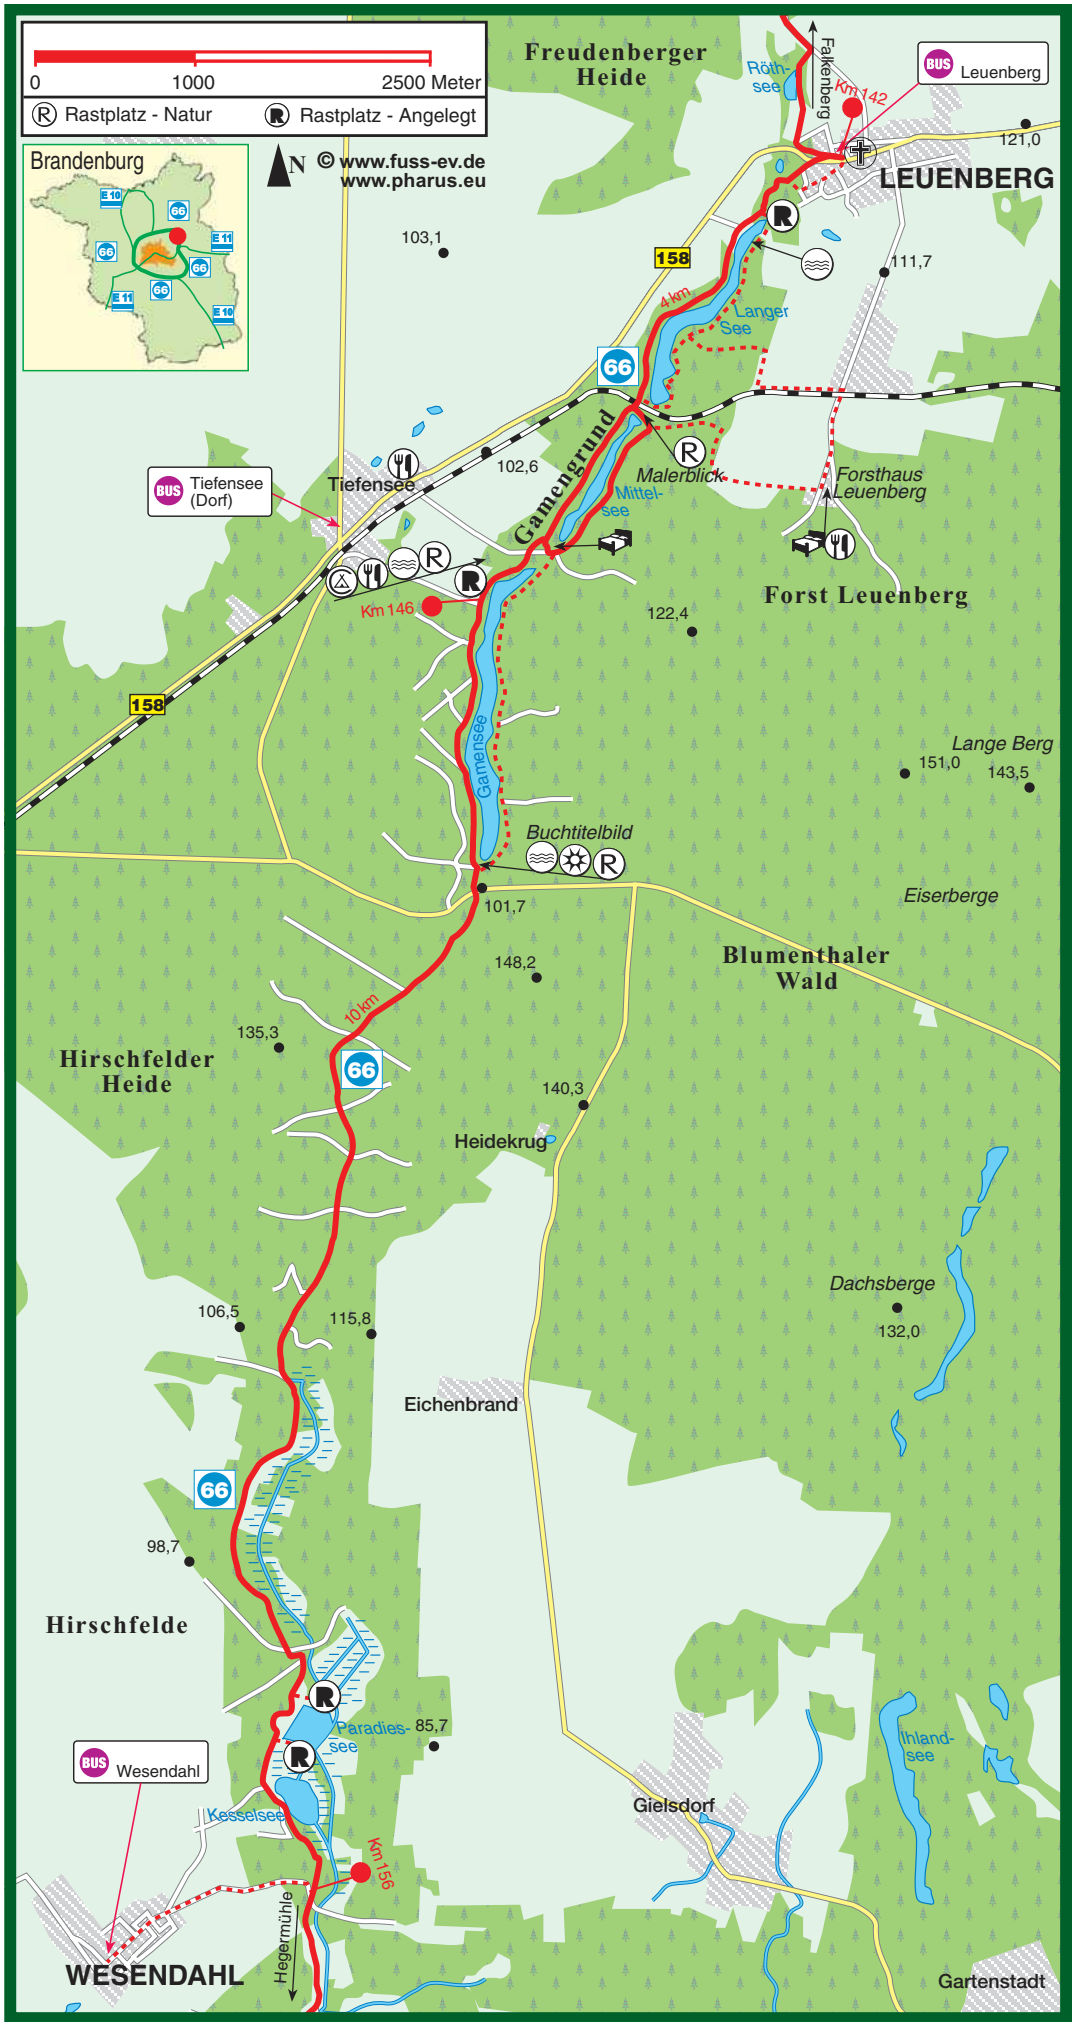 0 1000 2500 Meter
R Rastplatz - Natur R Rastplatz - Angelegt
Brandenburg
E 10
66
E 11
66
66
66
E 11
E 10
N © www.fuss-ev.de
www.pharus.eu
Freudenberger
Heide
Röth-
see
Falkenberg
BUS Leuenberg
Km 142
121,0
LEUENBERG
R
103,1
158
111,7
4 km
Langer
See
66
Gamengrund
R
Malerblick
102,6
Tiefensee
BUS Tiefensee
(Dorf)
Mittel-
see
Forsthaus
Leuenberg
R
R
Km 146
Forst Leuenberg
122,4
158
Gamensee
Lange Berg
151,0
143,5
Buchtitelbild
R
101,7
Eiserberge
148,2
Blumenthaler
Wald
10 km
135,3
Hirschfelder
Heide
66
140,3
Heidekrug
Dachsberge
132,0
106,5
115,8
Eichenbrand
66
98,7
Hirschfelde
R
Paradies-
see
85,7
R
BUS Wesendahl
Kesselsee
Ihland-
see
Gielsdorf
Km 156
Hegermühle
WESENDAHL
Gartenstadt